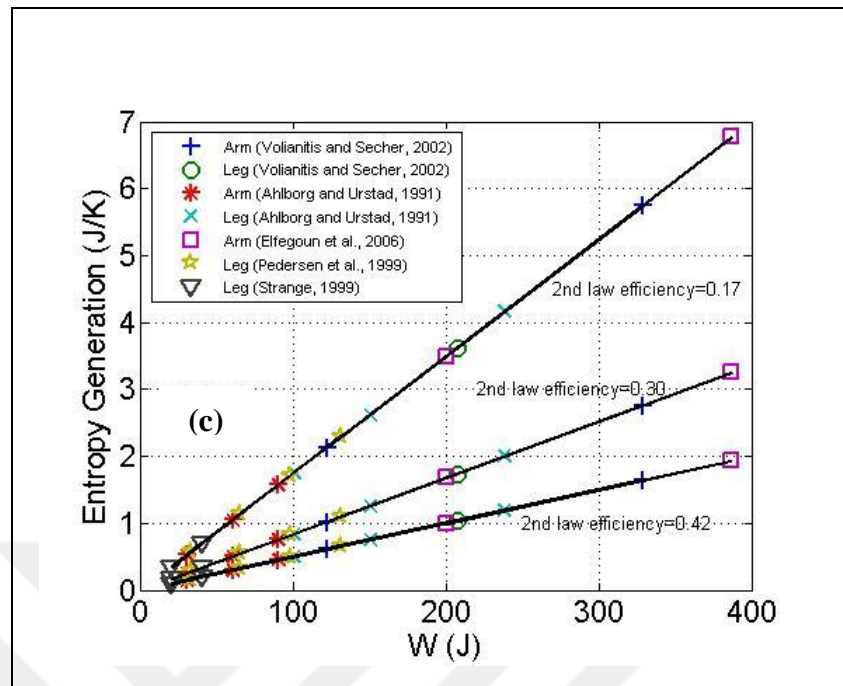 7
6
5
4
3
2
1
0
Entropy Generation (J/K)
Arm (Volianitis and Secher, 2002)
Leg (Volianitis and Secher, 2002)
Arm (Ahlborg and Urstad, 1991)
Leg (Ahlborg and Urstad, 1991)
Arm (Elfegoun et al., 2006)
Leg (Pedersen et al., 1999)
Leg (Strange, 1999)
2nd law efficiency=0.17
2nd law efficiency=0.30
(c)
2nd law efficiency=0.42
0 100 200 300 400
W (J)